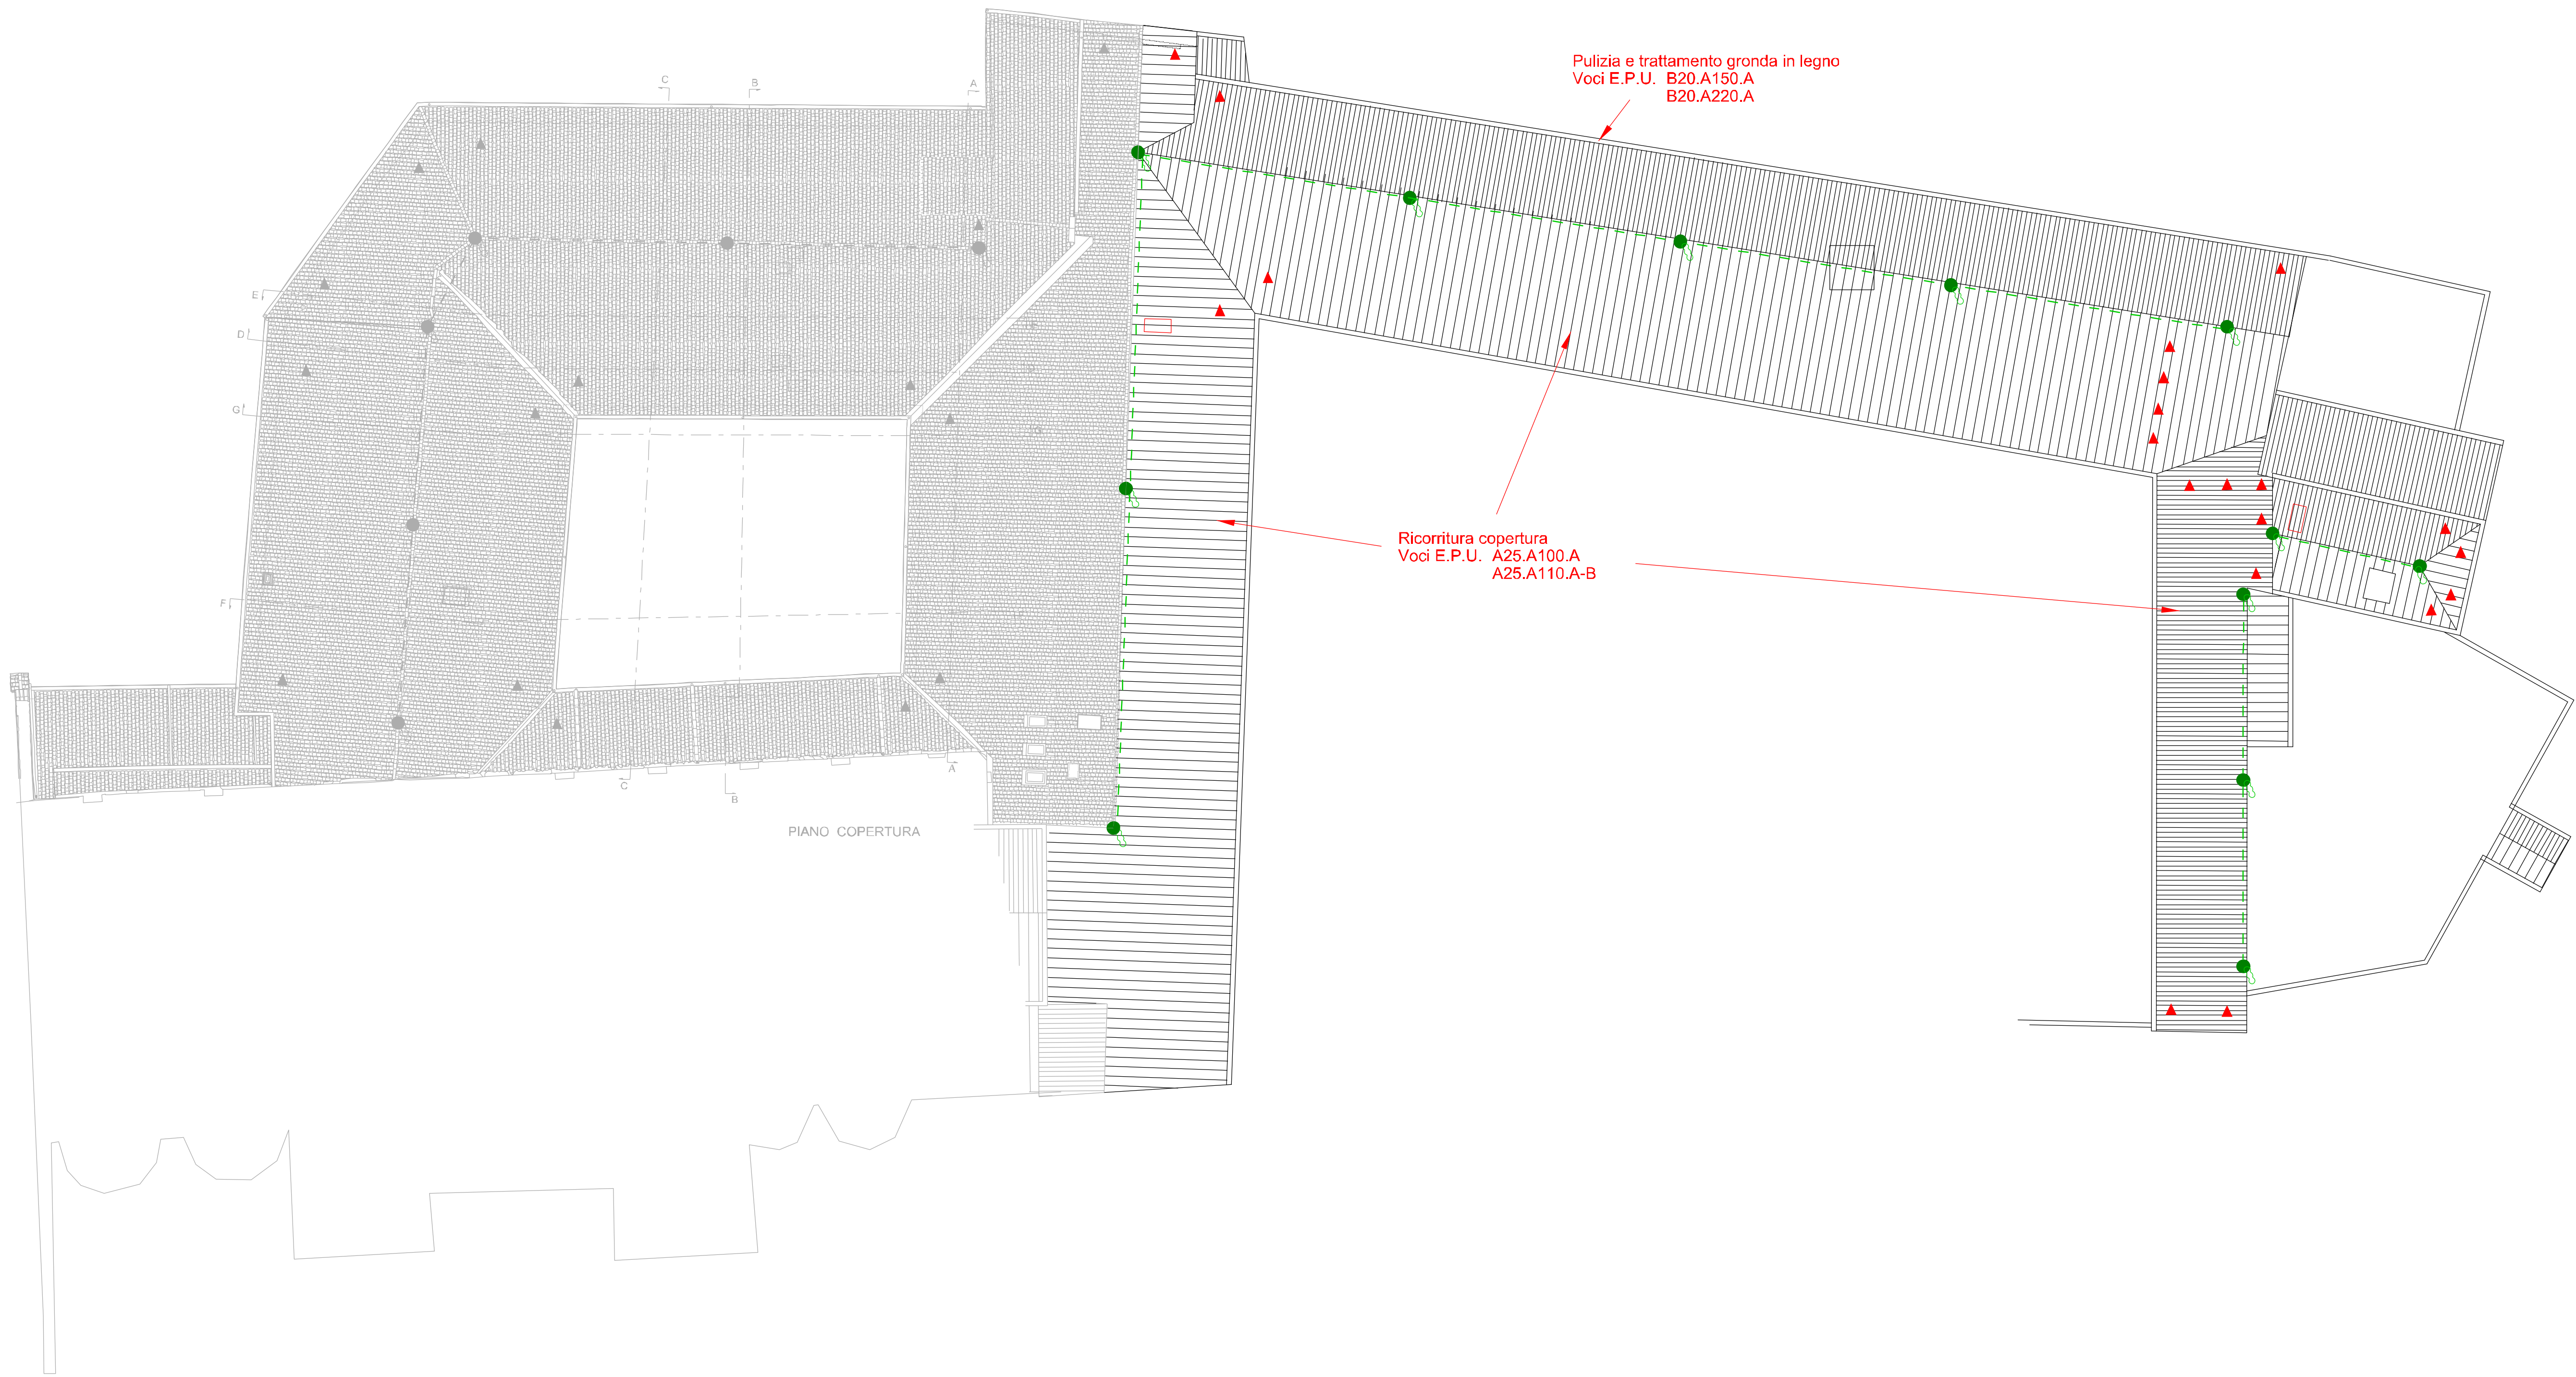 Pulizia e trattamento gronda in legno
Voci E.P.U. B20.A150.A
B20.A220.A
C
B
A
E
D
G
F
Ricorritura copertura
Voci E.P.U. A25.A100.A
A25.A110.A-B
A
C
B
PIANO COPERTURA